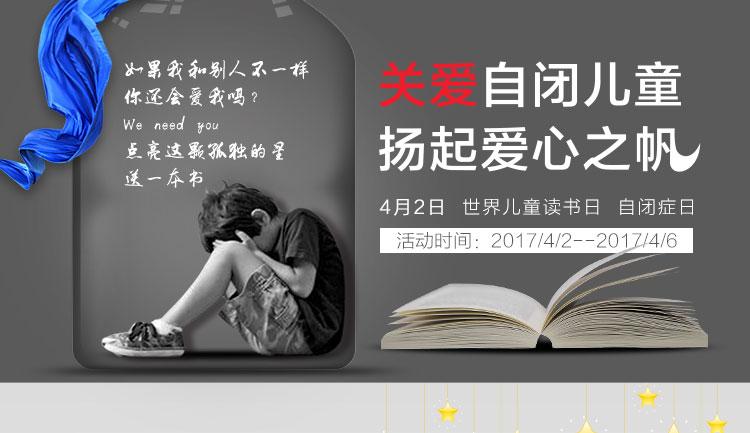 如果我和别人不一样
你还会爱我吗？
We need you
点亮这颗孤独的星
送一本书
关爱自闭儿童
扬起爱心之帆
4月2日 世界儿童读书日 自闭症日
活动时间：2017/4/2--2017/4/6